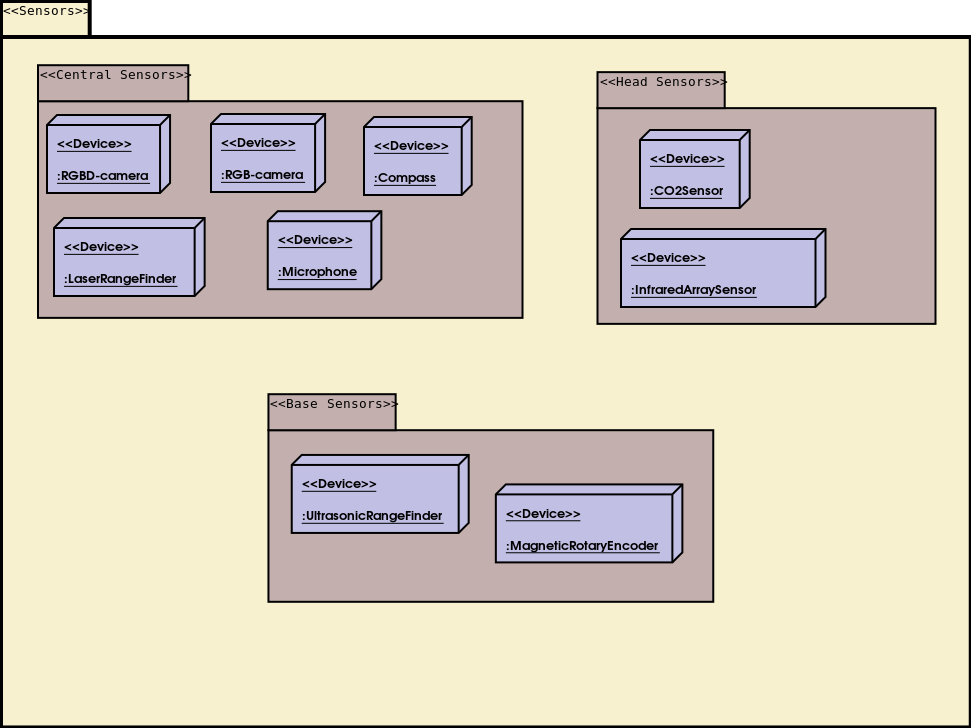 <<Sensors>>
<<Central Sensors>>
<<Device>>
:RGBD-camera
<<Device>>
:RGB-camera
<<Device>>
:Compass
<<Device>>
:LaserRangeFinder
<<Device>>
:Microphone
<<Head Sensors>>
<<Device>>
:CO2Sensor
<<Device>>
:InfraredArraySensor
<<Base Sensors>>
<<Device>>
:UltrasonicRangeFinder
<<Device>>
:MagneticRotaryEncoder